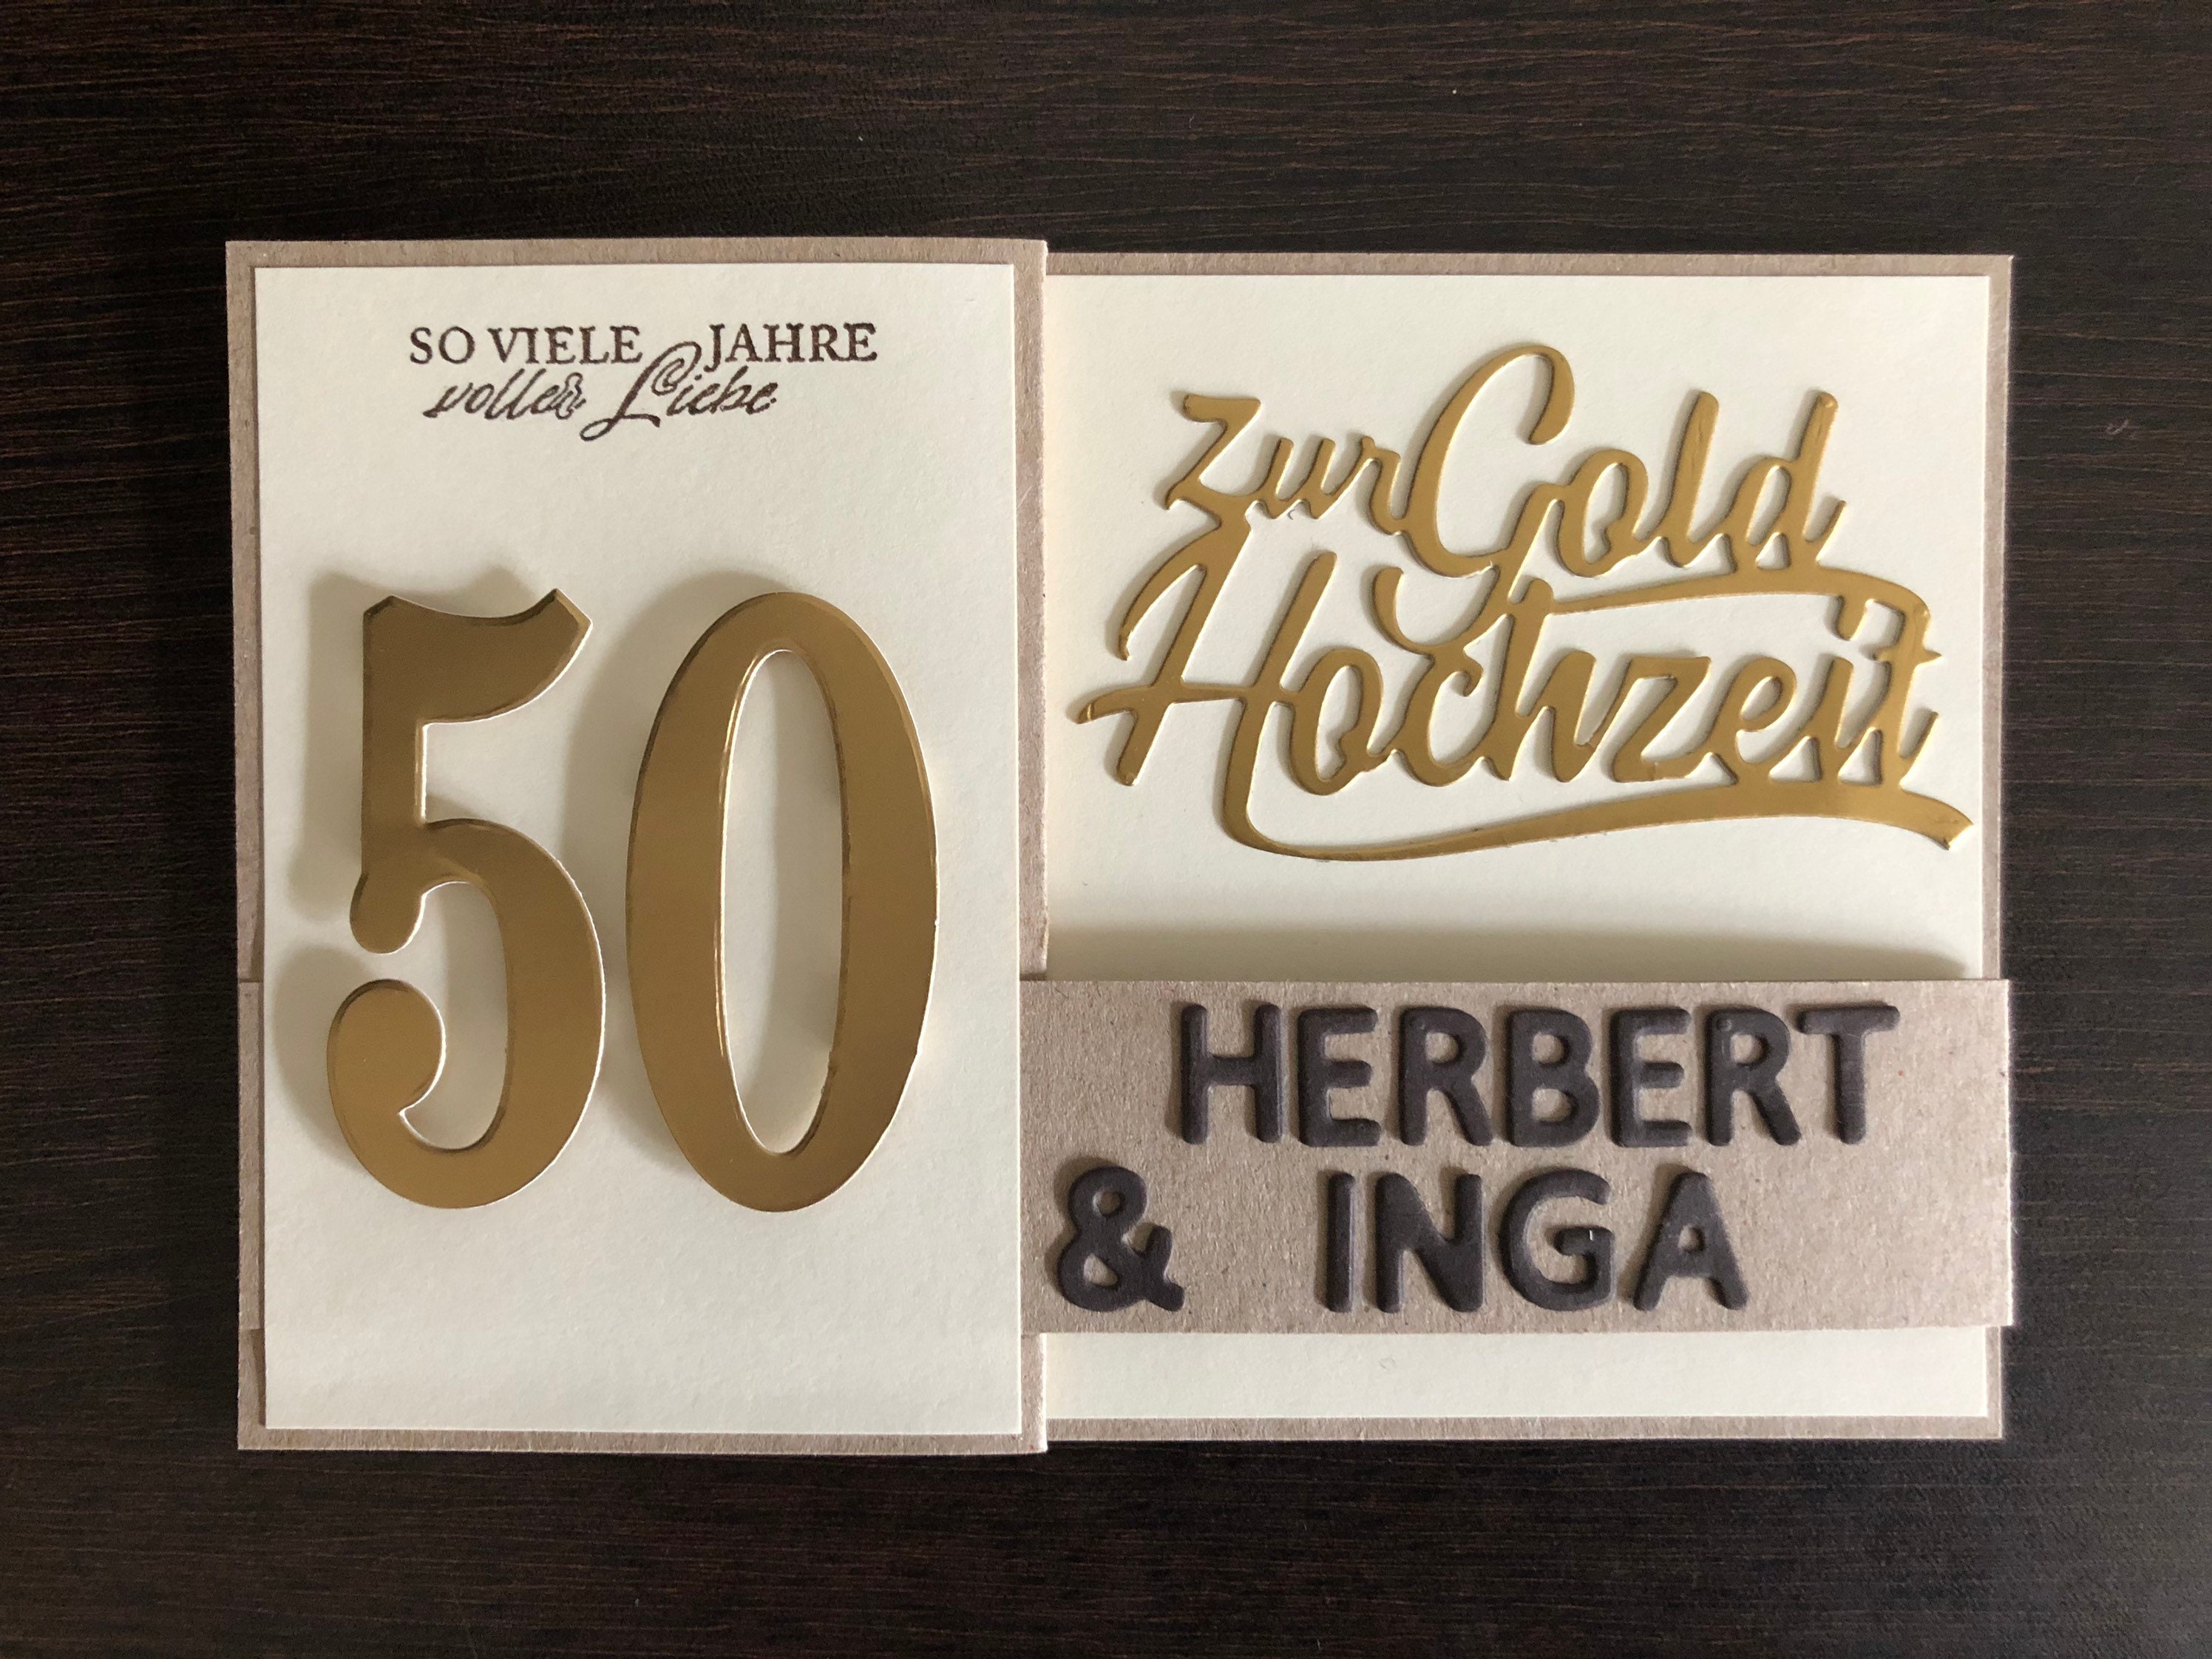 SO VIELE JAHRE
voller Liebe
50
Zur Gold
Hochzeit
HERBERT
& INGA